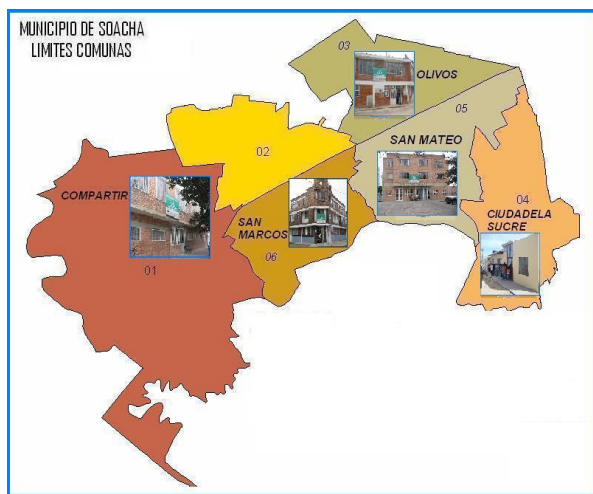 MUNICIPIO DE SOACHA
LIMITES COMUNAS
03
OLIVOS
05
SAN MATEO
02
COMPARTIR
04
CIUDADELA
SUCRE
SAN
MARCOS
06
01